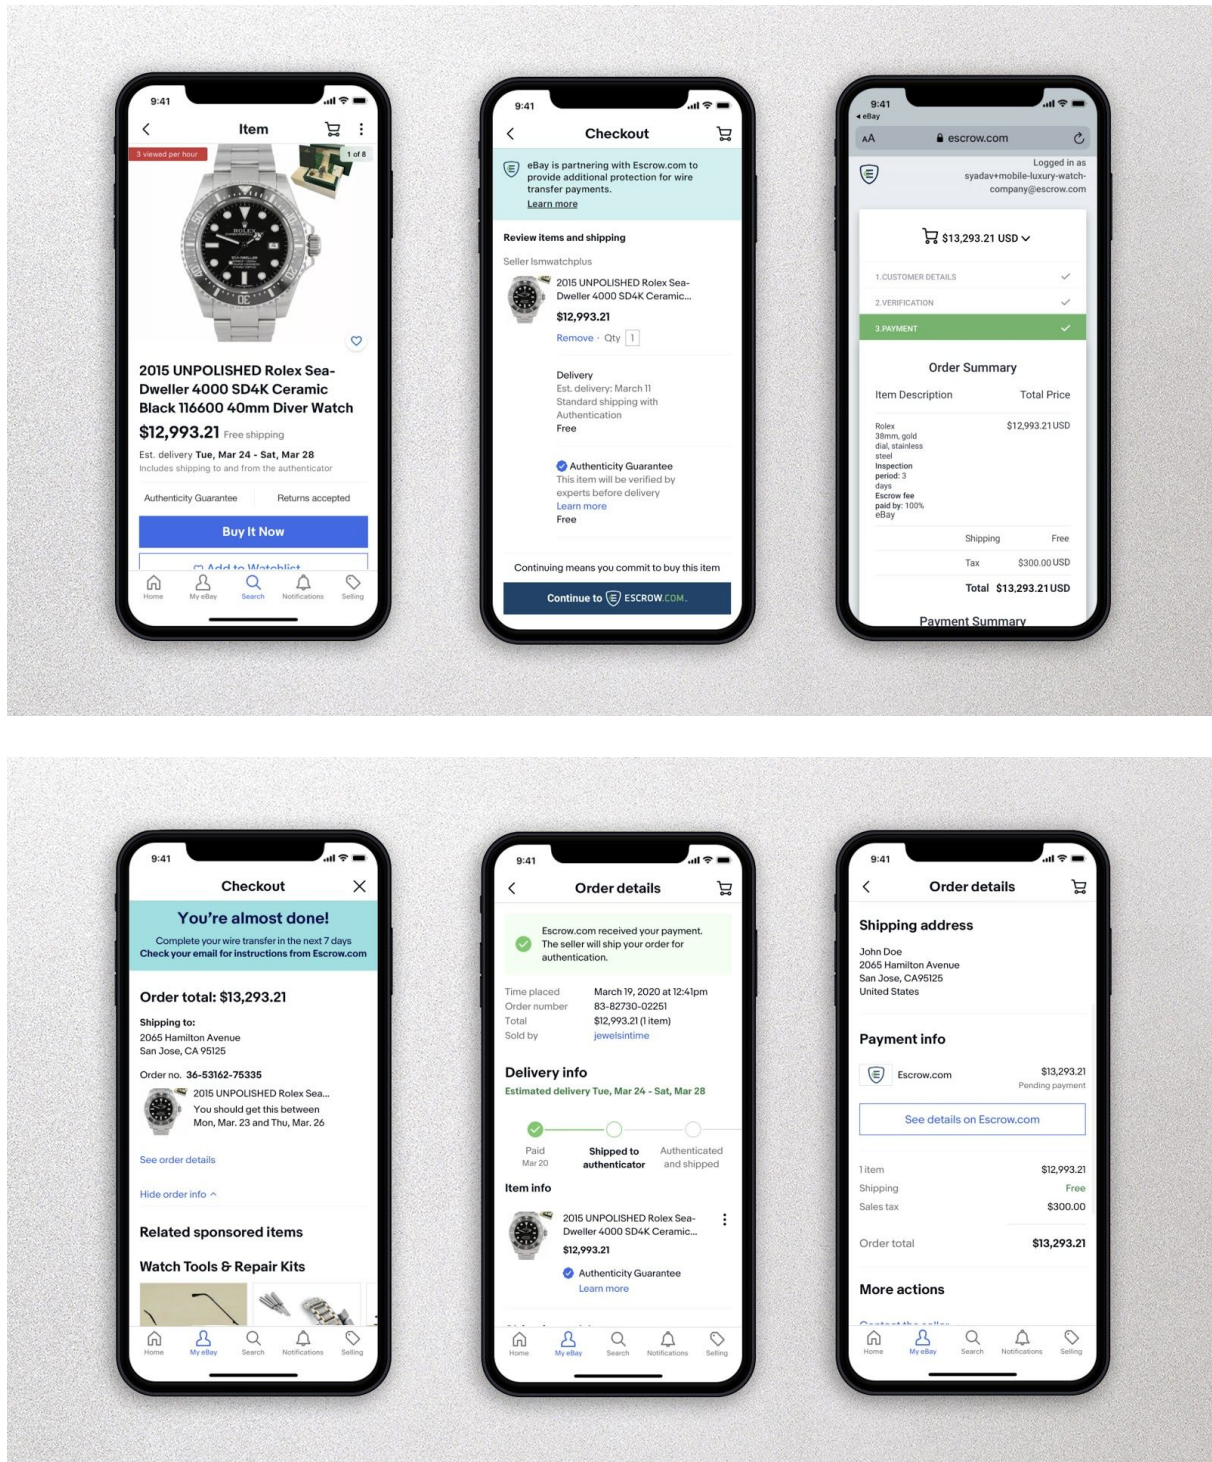 9:41
Item
3 viewed per hour
1 of 8
ROLEX
2015 UNPOLISHED Rolex Sea-
Dweller 4000 SD4K Ceramic
Black 116600 40mm Diver Watch
$12,993.21 Free shipping
Est. delivery Tue, Mar 24 - Sat, Mar 28
Includes shipping to and from the authenticator
Authenticity Guarantee
Returns accepted
Buy It Now
Add to Watchlist
Home
My eBay
Search
Notifications
Selling
9:41
Checkout
eBay is partnering with Escrow.com to
provide additional protection for wire
transfer payments.
Learn more
Review items and shipping
Seller lsmwatchplus
2015 UNPOLISHED Rolex Sea-
Dweller 4000 SD4K Ceramic...
$12,993.21
Remove · Qty 1
Delivery
Est. delivery: March 11
Standard shipping with
Authentication
Free
Authenticity Guarantee
This item will be verified by
experts before delivery
Learn more
Free
Continuing means you commit to buy this item
Continue to ESCROW.COM
9:41
eBay
AA
escrow.com
Logged in as
syadav+mobile-luxury-watch-
company@escrow.com
$13,293.21 USD
1.CUSTOMER DETAILS
2.VERIFICATION
3.PAYMENT
Order Summary
Item Description Total Price
Rolex $12,993.21 USD
38mm, gold
dial, stainless
steel
Inspection
period: 3
days
Escrow fee
paid by: 100%
eBay
Shipping Free
Tax $300.00 USD
Total $13,293.21 USD
Payment Summary
9:41
Checkout
You're almost done!
Complete your wire transfer in the next 7 days
Check your email for instructions from Escrow.com
Order total: $13,293.21
Shipping to:
2065 Hamilton Avenue
San Jose, CA 95125
Order no. 36-53162-75335
2015 UNPOLISHED Rolex Sea...
You should get this between
Mon, Mar. 23 and Thu, Mar. 26
See order details
Hide order info
Related sponsored items
Watch Tools & Repair Kits
Home
My eBay
Search
Notifications
Selling
9:41
Order details
Escrow.com received your payment.
The seller will ship your order for
authentication.
Time placed March 19, 2020 at 12:41pm
Order number 83-82730-02251
Total $12,993.21 (1 item)
Sold by jewelsintime
Delivery info
Estimated delivery Tue, Mar 24 - Sat, Mar 28
Paid
Mar 20
Shipped to
authenticator
Authenticated
and shipped
Item info
2015 UNPOLISHED Rolex Sea-
Dweller 4000 SD4K Ceramic...
$12,993.21
Authenticity Guarantee
Learn more
Home
My eBay
Search
Notifications
Selling
9:41
Order details
Shipping address
John Doe
2065 Hamilton Avenue
San Jose, CA95125
United States
Payment info
Escrow.com $13,293.21
Pending payment
See details on Escrow.com
1 item $12,993.21
Shipping Free
Sales tax $300.00
Order total $13,293.21
More actions
Contact the seller
Home
My eBay
Search
Notifications
Selling